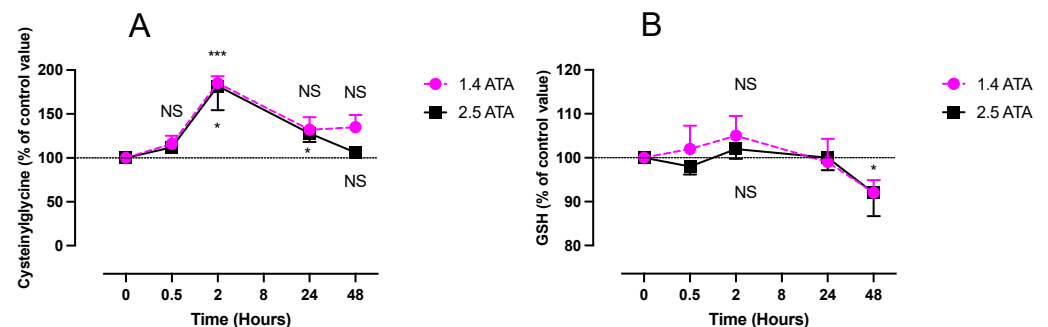 A
Cysteinylglycine (% of control value)
200
150
100
50
0
***
NS
*
NS
*
NS
NS
0 0.5 2 8 24 48
Time (Hours)
1.4 ATA
2.5 ATA
B
GSH (% of control value)
120
110
100
90
80
NS
NS
*
0 0.5 2 8 24 48
Time (Hours)
1.4 ATA
2.5 ATA